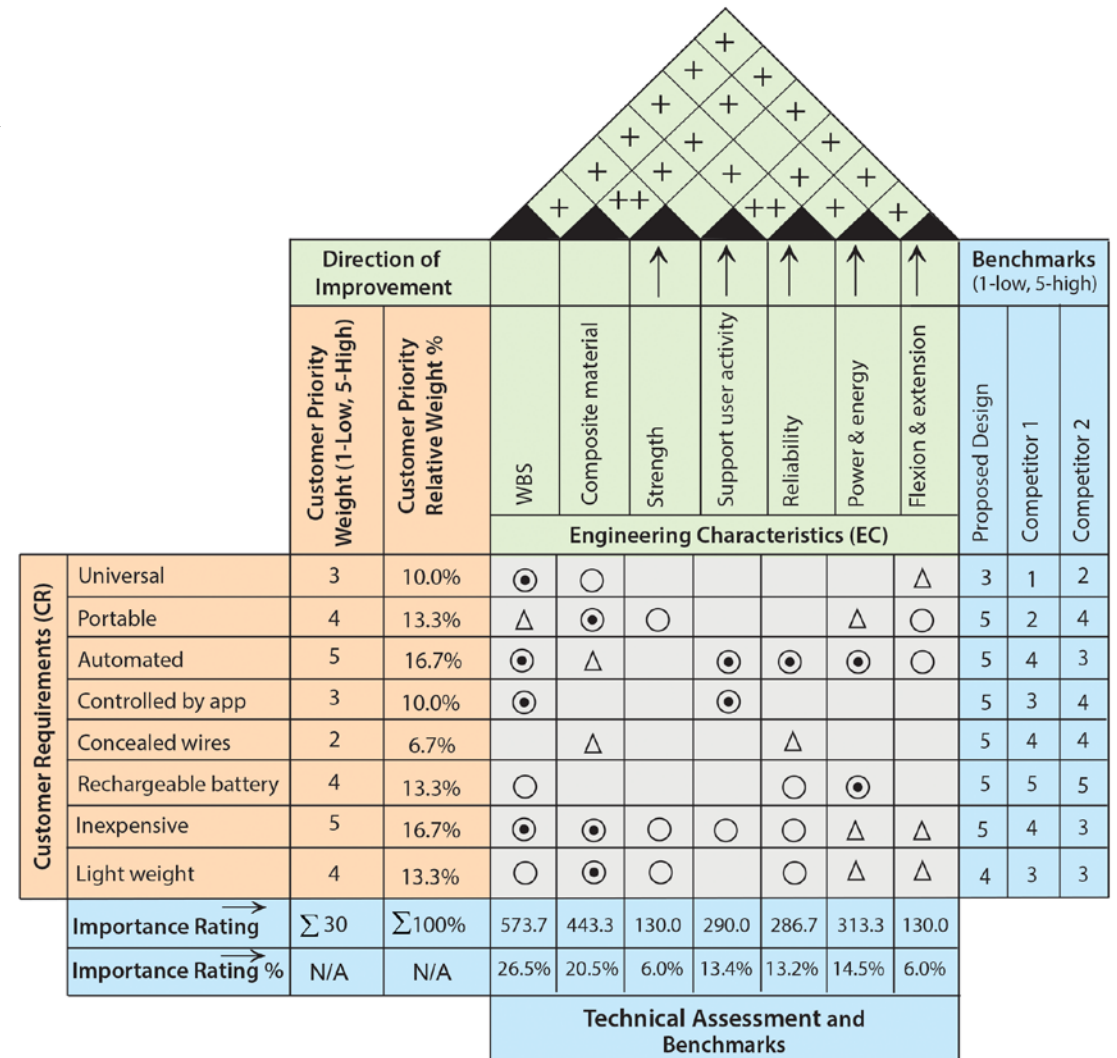 +
+ +
+ + +
+ + +
+ + + + +
+ ++ ++ + +
Direction of
Improvement
Benchmarks
(1-low, 5-high)
Customer Priority
Weight (1-Low, 5-High)
Customer Priority
Relative Weight %
WBS
Composite material
Strength
Support user activity
Reliability
Power & energy
Flexion & extension
Proposed Design
Competitor 1
Competitor 2
Engineering Characteristics (EC)
Customer Requirements (CR)
Universal 3 10.0% 3 1 2
Portable 4 13.3% 5 2 4
Automated 5 16.7% 5 4 3
Controlled by app 3 10.0% 5 3 4
Concealed wires 2 6.7% 5 4 4
Rechargeable battery 4 13.3% 5 5 5
Inexpensive 5 16.7% 5 4 3
Light weight 4 13.3% 4 3 3
Importance Rating Σ 30 Σ100% 573.7 443.3 130.0 290.0 286.7 313.3 130.0
Importance Rating % N/A N/A 26.5% 20.5% 6.0% 13.4% 13.2% 14.5% 6.0%
Technical Assessment and
Benchmarks